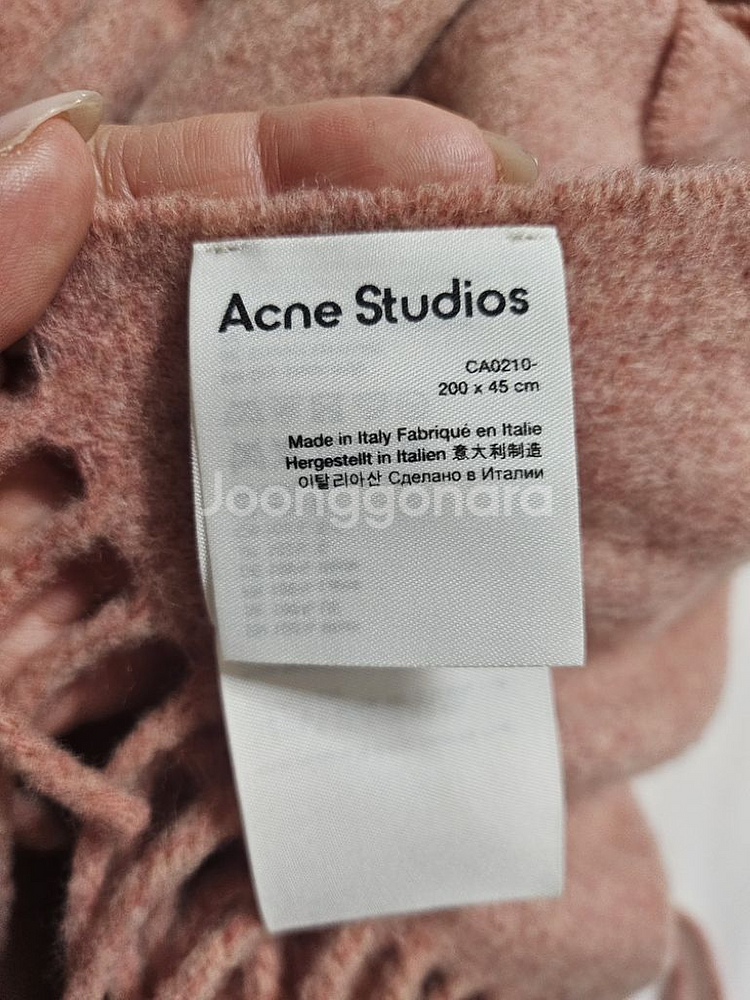 Acne Studios
CA0210-
200 x 45 cm
Made in Italy Fabriqué en Italie
Hergestellt in Italien 意大利制造
이탈리아산 Сделано в Италии
Joonggonara